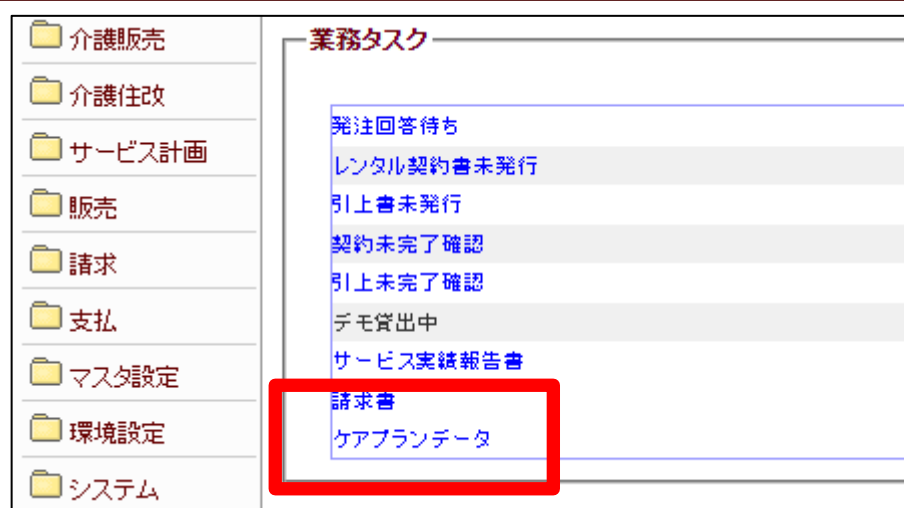 介護販売
介護住改
サービス計画
販売
請求
支払
マスタ設定
環境設定
システム
業務タスク
発注回答待ち
レンタル契約書未発行
引上書未発行
契約未完了確認
引上未完了確認
デモ貸出中
サービス実績報告書
請求書
ケアプランデータ